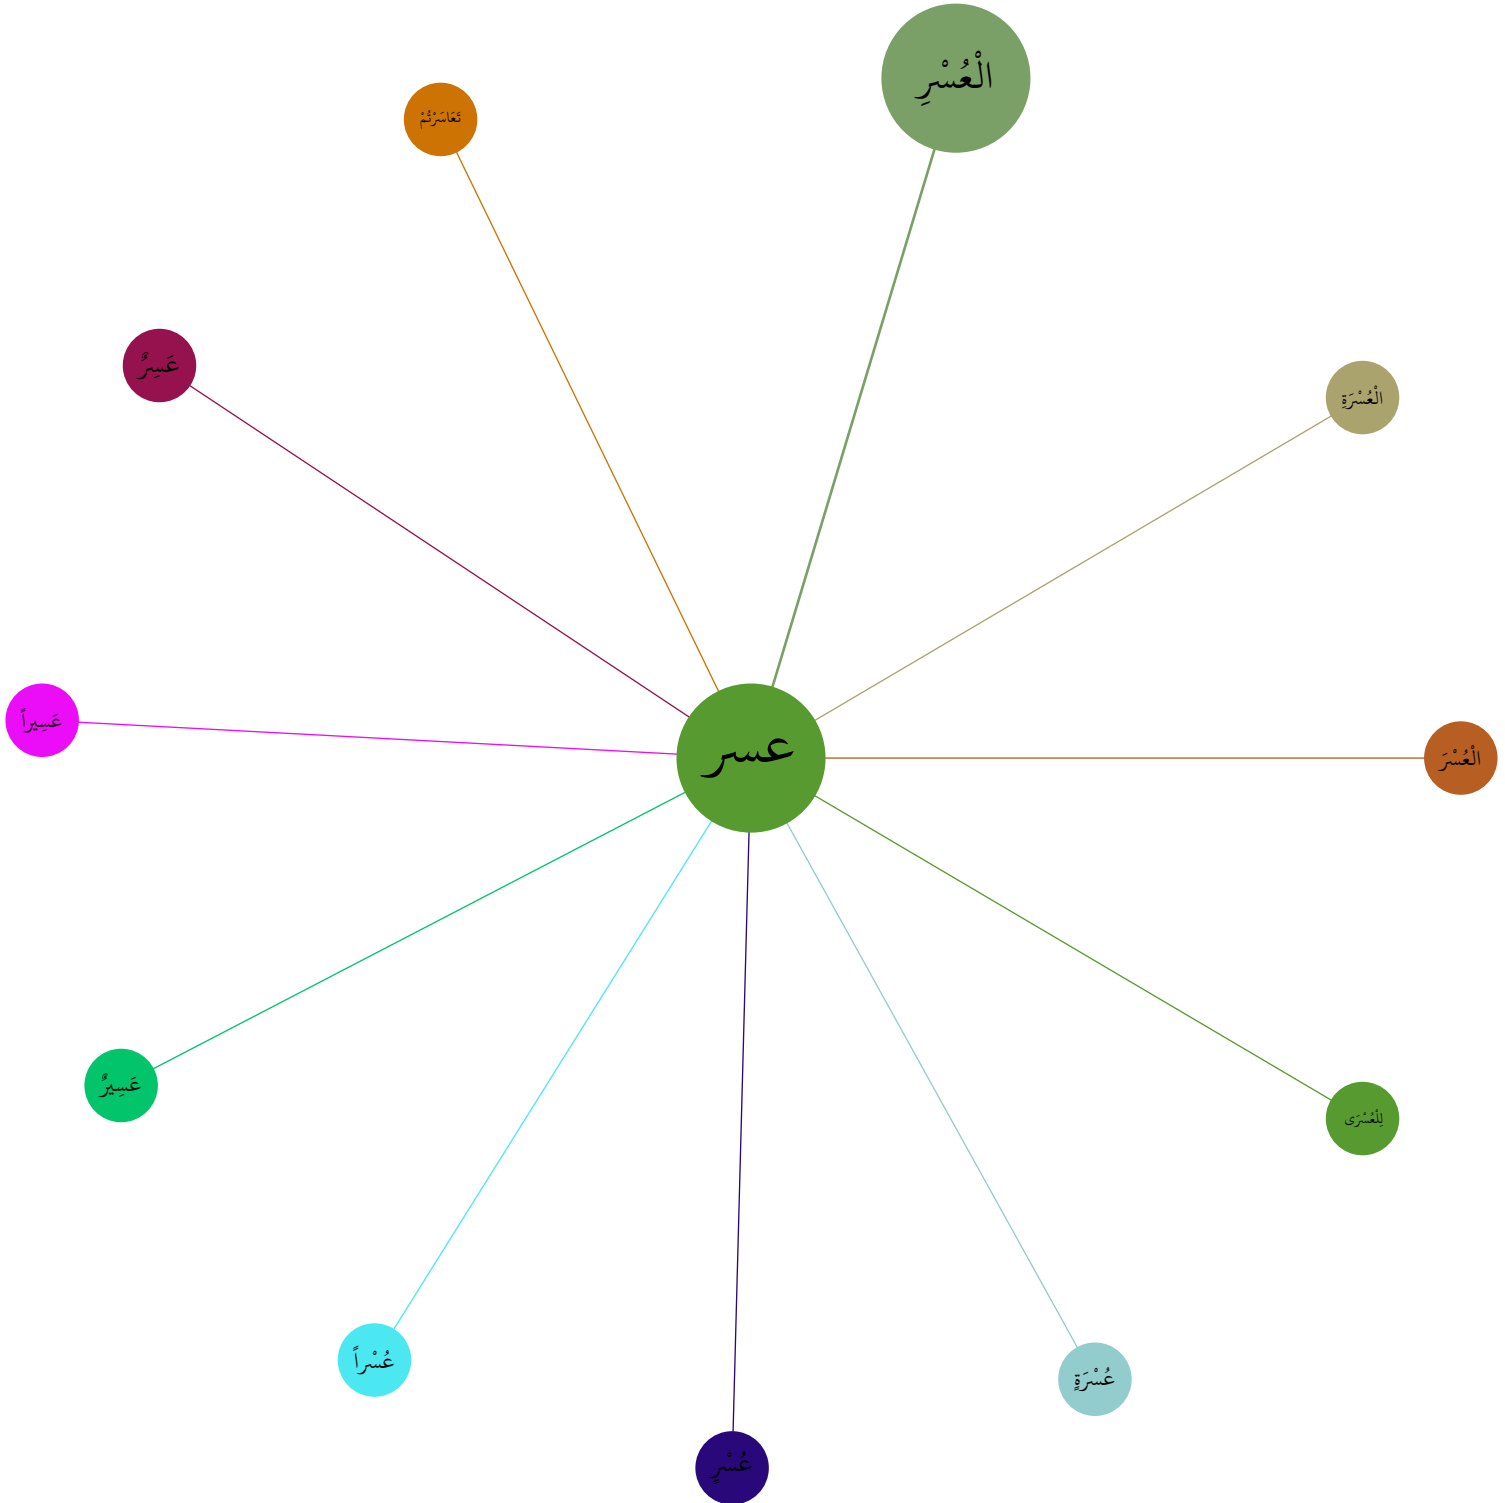 الْعُسْرِ
تَعَاسَرْتُمْ
عَسِرٌ
الْعُسْرَةِ
عَسِيراً
عسر
الْعُسْرَ
عَسِيرٌ
لِلْعُسْرَى
عُسْراً
عُسْرَةٍ
عُسْرٍ